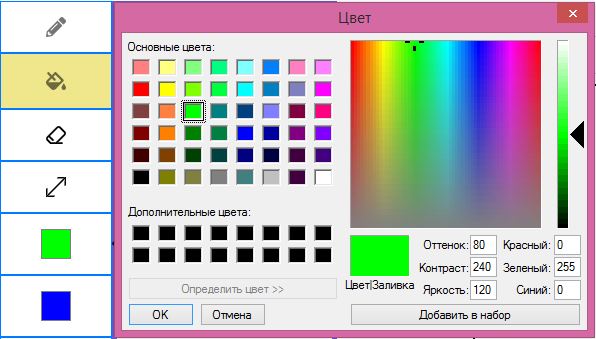 Цвет
Основные цвета:
Дополнительные цвета:
Определить цвет >>
OK
Отмена
Цвет|Заливка
Оттенок: 80
Контраст: 240
Яркость: 120
Красный: 0
Зеленый: 255
Синий: 0
Добавить в набор